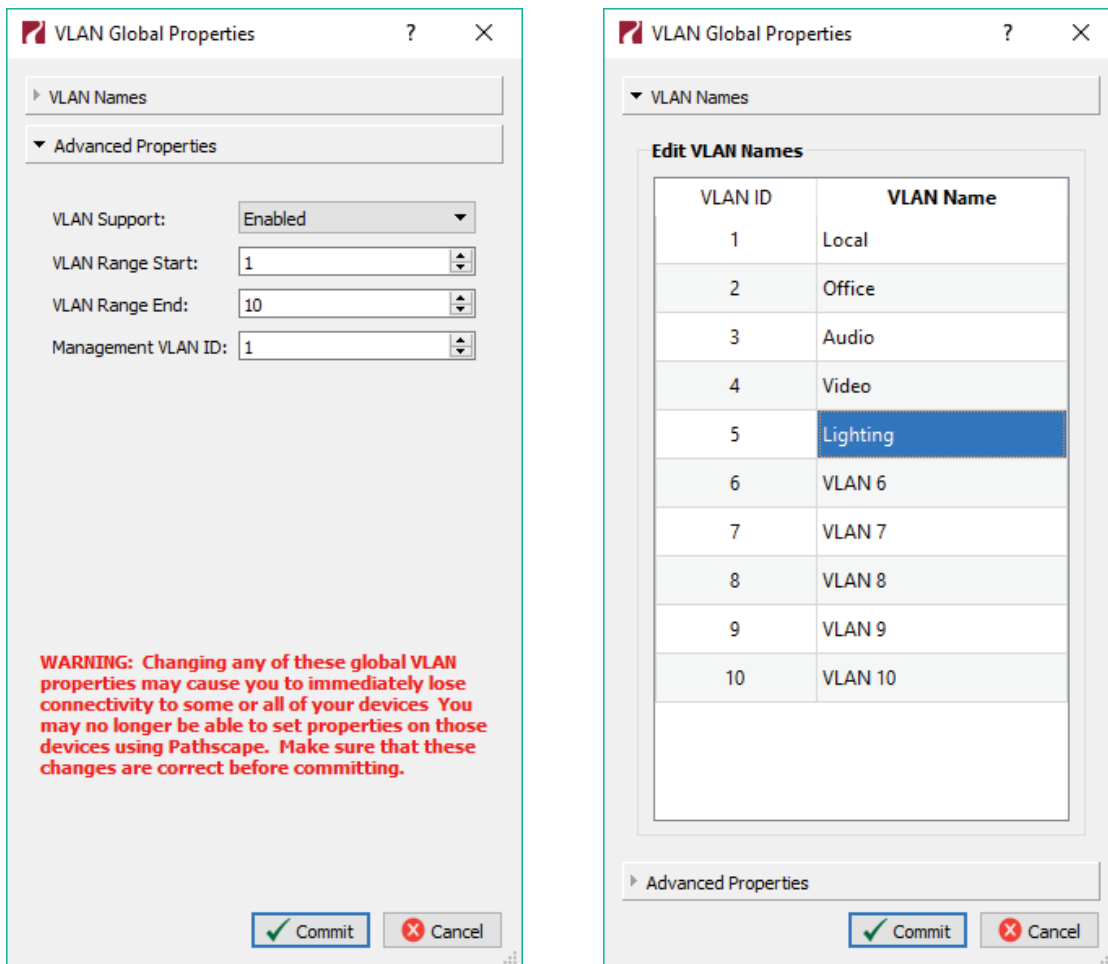 VLAN Global Properties ? ×
VLAN Names
Advanced Properties
VLAN Support: Enabled
VLAN Range Start: 1
VLAN Range End: 10
Management VLAN ID: 1
WARNING: Changing any of these global VLAN
properties may cause you to immediately lose
connectivity to some or all of your devices You
may no longer be able to set properties on those
devices using Pathscape. Make sure that these
changes are correct before committing.
Commit Cancel
VLAN Global Properties ? ×
VLAN Names
Edit VLAN Names
VLAN ID VLAN Name
1 Local
2 Office
3 Audio
4 Video
5 Lighting
6 VLAN 6
7 VLAN 7
8 VLAN 8
9 VLAN 9
10 VLAN 10
Advanced Properties
Commit Cancel